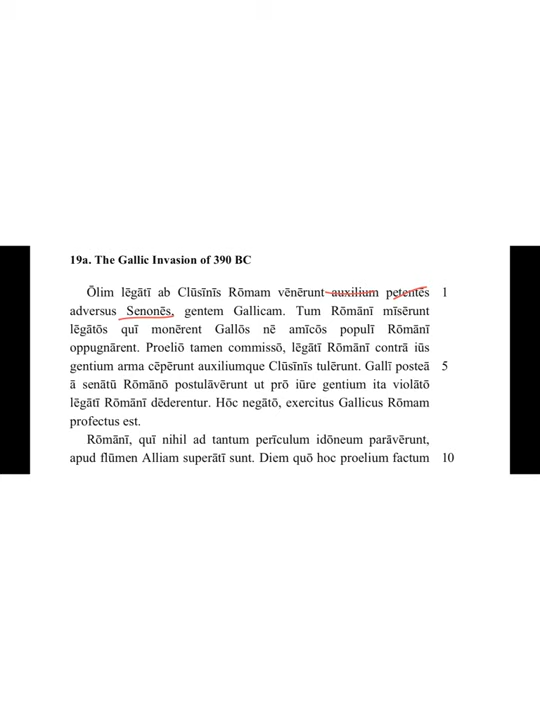 19a. The Gallic Invasion of 390 BC
Ōlim lēgātī ab Clūsīnīs Rōmam vēnērunt auxilium petentēs 1
adversus Senonēs, gentem Gallicam. Tum Rōmānī mīsērunt
lēgātōs quī monērent Gallōs nē amīcōs populī Rōmānī
oppugnārent. Proeliō tamen commissō, lēgātī Rōmānī contrā iūs
gentium arma cēpērunt auxiliumque Clūsīnīs tulērunt. Gallī posteā 5
ā senātū Rōmānō postulāvērunt ut prō iūre gentium ita violātō
lēgātī Rōmānī dēderentur. Hōc negātō, exercitus Gallicus Rōmam
profectus est.
Rōmānī, quī nihil ad tantum perīculum idōneum parāvērunt,
apud flūmen Alliam superātī sunt. Diem quō hoc proelium factum 10